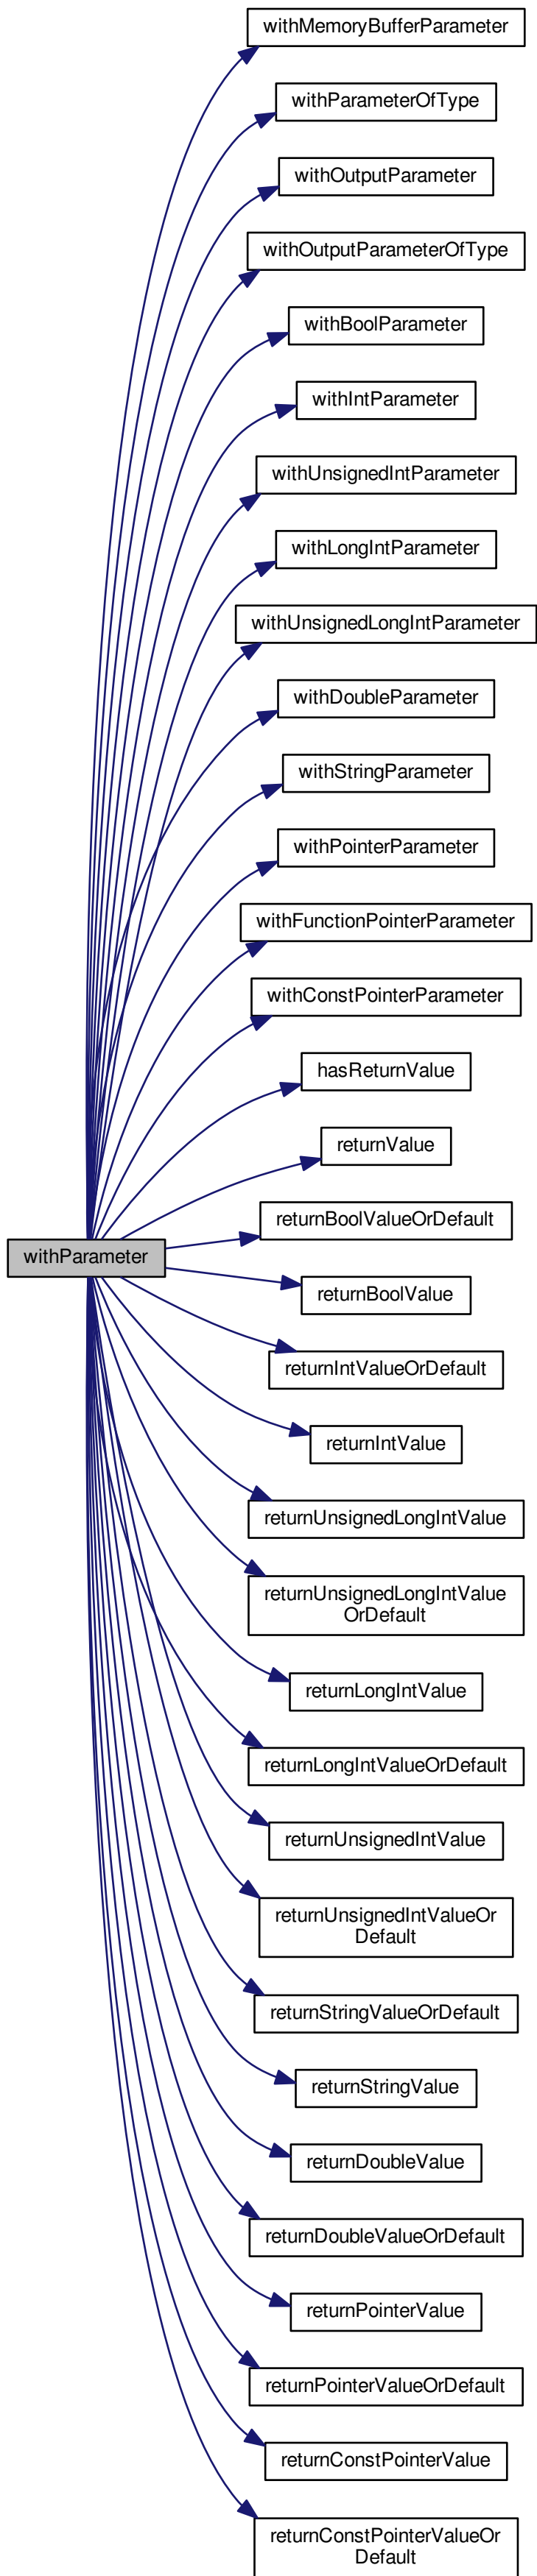 withMemoryBufferParameter
withParameterOfType
withOutputParameter
withOutputParameterOfType
withBoolParameter
withIntParameter
withUnsignedIntParameter
withLongIntParameter
withUnsignedLongIntParameter
withDoubleParameter
withStringParameter
withPointerParameter
withFunctionPointerParameter
withConstPointerParameter
hasReturnValue
returnValue
returnBoolValueOrDefault
withParameter
returnBoolValue
returnIntValueOrDefault
returnIntValue
returnUnsignedLongIntValue
returnUnsignedLongIntValue
OrDefault
returnLongIntValue
returnLongIntValueOrDefault
returnUnsignedIntValue
returnUnsignedIntValueOr
Default
returnStringValueOrDefault
returnStringValue
returnDoubleValue
returnDoubleValueOrDefault
returnPointerValue
returnPointerValueOrDefault
returnConstPointerValue
returnConstPointerValueOr
Default